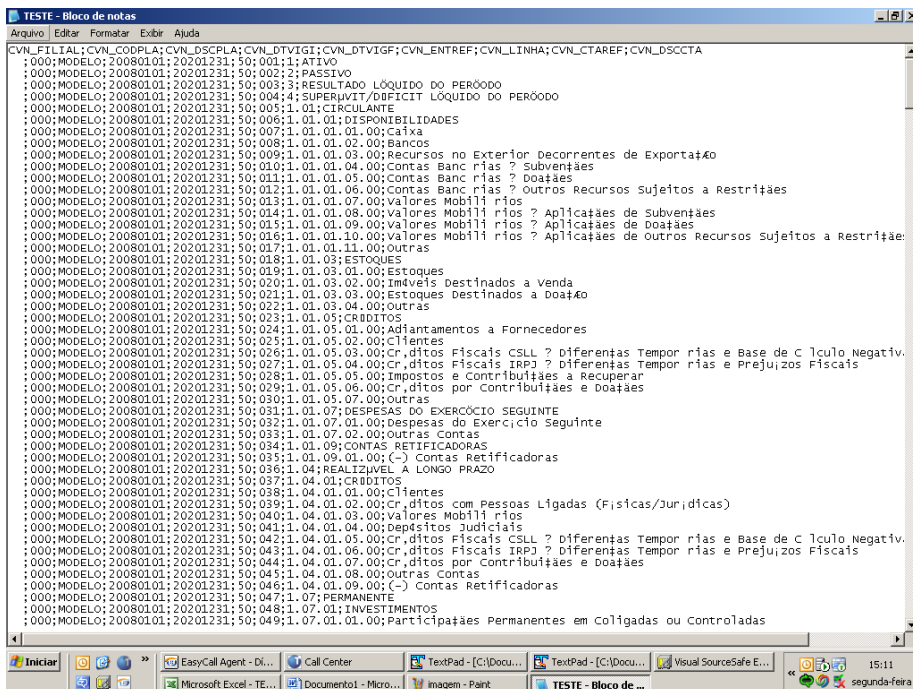 TESTE - Bloco de notas
Arquivo Editar Formatar Exibir Ajuda
CVN_FILIAL;CVN_CODPLA;CVN_DSCPLA;CVN_DTVIGI;CVN_DTVIGF;CVN_ENTREF;CVN_LINHA;CVN_CTAREF;CVN_DSCCTA
;000;MODELO;20080101;20201231;50;001;1;ATIVO
;000;MODELO;20080101;20201231;50;002;2;PASSIVO
;000;MODELO;20080101;20201231;50;003;3;RESULTADO LÖQUIDO DO PERÖODO
;000;MODELO;20080101;20201231;50;004;4;SUPERµVIT/D▯FICIT LÖQUIDO DO PERÖODO
;000;MODELO;20080101;20201231;50;005;1.01;CIRCULANTE
;000;MODELO;20080101;20201231;50;006;1.01.01;DISPONIBILIDADES
;000;MODELO;20080101;20201231;50;007;1.01.01.01.00;Caixa
;000;MODELO;20080101;20201231;50;008;1.01.01.02.00;Bancos
;000;MODELO;20080101;20201231;50;009;1.01.01.03.00;Recursos no Exterior Decorrentes de Exporta‡Æo
;000;MODELO;20080101;20201231;50;010;1.01.01.04.00;Contas Banc rias ? Subven‡äes
;000;MODELO;20080101;20201231;50;011;1.01.01.05.00;Contas Banc rias ? Doa‡äes
;000;MODELO;20080101;20201231;50;012;1.01.01.06.00;Contas Banc rias ? Outros Recursos Sujeitos a Restri‡äes
;000;MODELO;20080101;20201231;50;013;1.01.01.07.00;Valores Mobili rios
;000;MODELO;20080101;20201231;50;014;1.01.01.08.00;Valores Mobili rios ? Aplica‡äes de Subven‡äes
;000;MODELO;20080101;20201231;50;015;1.01.01.09.00;Valores Mobili rios ? Aplica‡äes de Doa‡äes
;000;MODELO;20080101;20201231;50;016;1.01.01.10.00;Valores Mobili rios ? Aplica‡äes de Outros Recursos Sujeitos a Restri‡äe
;000;MODELO;20080101;20201231;50;017;1.01.01.11.00;Outras
;000;MODELO;20080101;20201231;50;018;1.01.03;ESTOQUES
;000;MODELO;20080101;20201231;50;019;1.01.03.01.00;Estoques
;000;MODELO;20080101;20201231;50;020;1.01.03.02.00;Im¢veis Destinados a Venda
;000;MODELO;20080101;20201231;50;021;1.01.03.03.00;Estoques Destinados a Doa‡Æo
;000;MODELO;20080101;20201231;50;022;1.01.03.04.00;Outras
;000;MODELO;20080101;20201231;50;023;1.01.05;CR▯DITOS
;000;MODELO;20080101;20201231;50;024;1.01.05.01.00;Adiantamentos a Fornecedores
;000;MODELO;20080101;20201231;50;025;1.01.05.02.00;Clientes
;000;MODELO;20080101;20201231;50;026;1.01.05.03.00;Cr‚ditos Fiscais CSLL ? Diferen‡as Tempor rias e Base de C lculo Negativ
;000;MODELO;20080101;20201231;50;027;1.01.05.04.00;Cr‚ditos Fiscais IRPJ ? Diferen‡as Tempor rias e Preju¡zos Fiscais
;000;MODELO;20080101;20201231;50;028;1.01.05.05.00;Impostos e Contribui‡äes a Recuperar
;000;MODELO;20080101;20201231;50;029;1.01.05.06.00;Cr‚ditos por Contribui‡äes e Doa‡äes
;000;MODELO;20080101;20201231;50;030;1.01.05.07.00;Outras
;000;MODELO;20080101;20201231;50;031;1.01.07;DESPESAS DO EXERCÖCIO SEGUINTE
;000;MODELO;20080101;20201231;50;032;1.01.07.01.00;Despesas do Exerc¡cio Seguinte
;000;MODELO;20080101;20201231;50;033;1.01.07.02.00;Outras Contas
;000;MODELO;20080101;20201231;50;034;1.01.09;CONTAS RETIFICADORAS
;000;MODELO;20080101;20201231;50;035;1.01.09.01.00;(-) Contas Retificadoras
;000;MODELO;20080101;20201231;50;036;1.04;REALIZµVEL A LONGO PRAZO
;000;MODELO;20080101;20201231;50;037;1.04.01;CR▯DITOS
;000;MODELO;20080101;20201231;50;038;1.04.01.01.00;Clientes
;000;MODELO;20080101;20201231;50;039;1.04.01.02.00;Cr‚ditos com Pessoas Ligadas (F¡sicas/Jur¡dicas)
;000;MODELO;20080101;20201231;50;040;1.04.01.03.00;Valores Mobili rios
;000;MODELO;20080101;20201231;50;041;1.04.01.04.00;Dep¢sitos Judiciais
;000;MODELO;20080101;20201231;50;042;1.04.01.05.00;Cr‚ditos Fiscais CSLL ? Diferen‡as Tempor rias e Base de C lculo Negativ
;000;MODELO;20080101;20201231;50;043;1.04.01.06.00;Cr‚ditos Fiscais IRPJ ? Diferen‡as Tempor rias e Preju¡zos Fiscais
;000;MODELO;20080101;20201231;50;044;1.04.01.07.00;Cr‚ditos por Contribui‡äes e Doa‡äes
;000;MODELO;20080101;20201231;50;045;1.04.01.08.00;Outras Contas
;000;MODELO;20080101;20201231;50;046;1.04.01.09.00;(-) Contas Retificadoras
;000;MODELO;20080101;20201231;50;047;1.07;PERMANENTE
;000;MODELO;20080101;20201231;50;048;1.07.01;INVESTIMENTOS
;000;MODELO;20080101;20201231;50;049;1.07.01.01.00;Participa‡äes Permanentes em Coligadas ou Controladas
Iniciar » EasyCall Agent - Di... Call Center TextPad - [C:\Docu... TextPad - [C:\Docu... Visual SourceSafe E... « 15:11
Microsoft Excel - TE... Documento1 - Micro... imagem - Paint TESTE - Bloco de ... segunda-feira